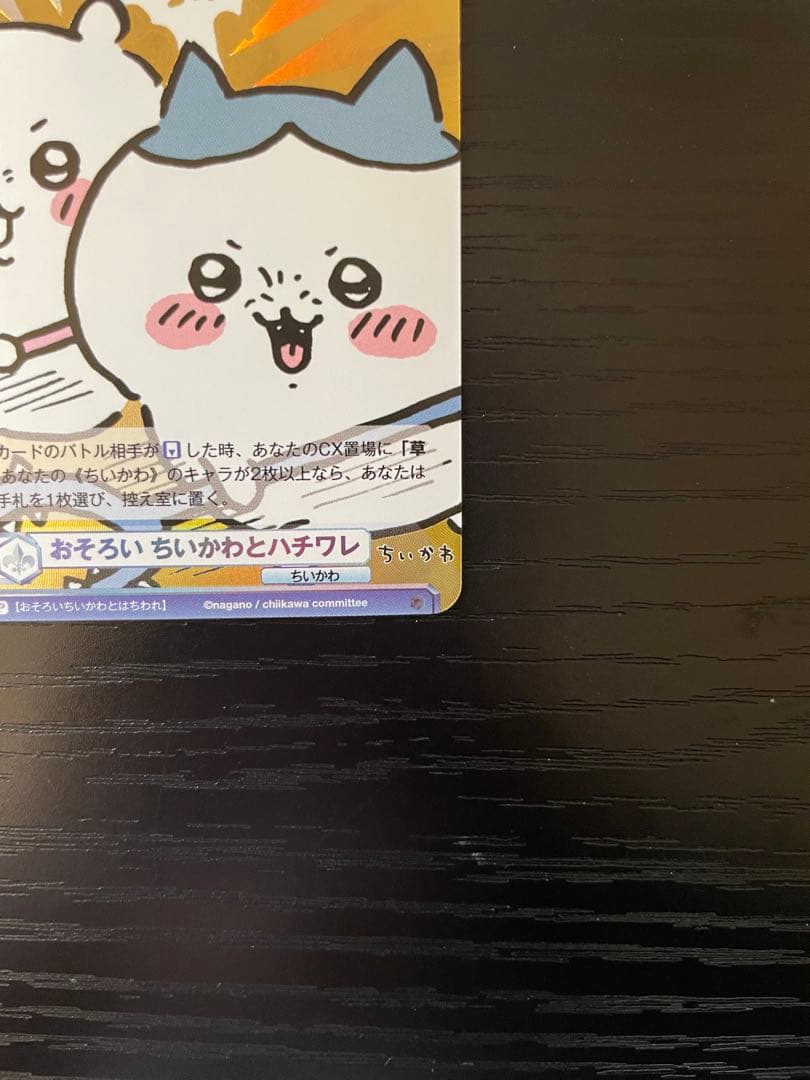 カードのバトル相手が した時、あなたのCX置場に「草
あなたの《ちいかわ》のキャラが2枚以上なら、あなたは
手札を1枚選び、控え室に置く。
おそろい ちいかわとハチワレ
ちいかわ
ちいかわ
【おそろいちいかわとはちわれ】
©nagano / chiikawa committee